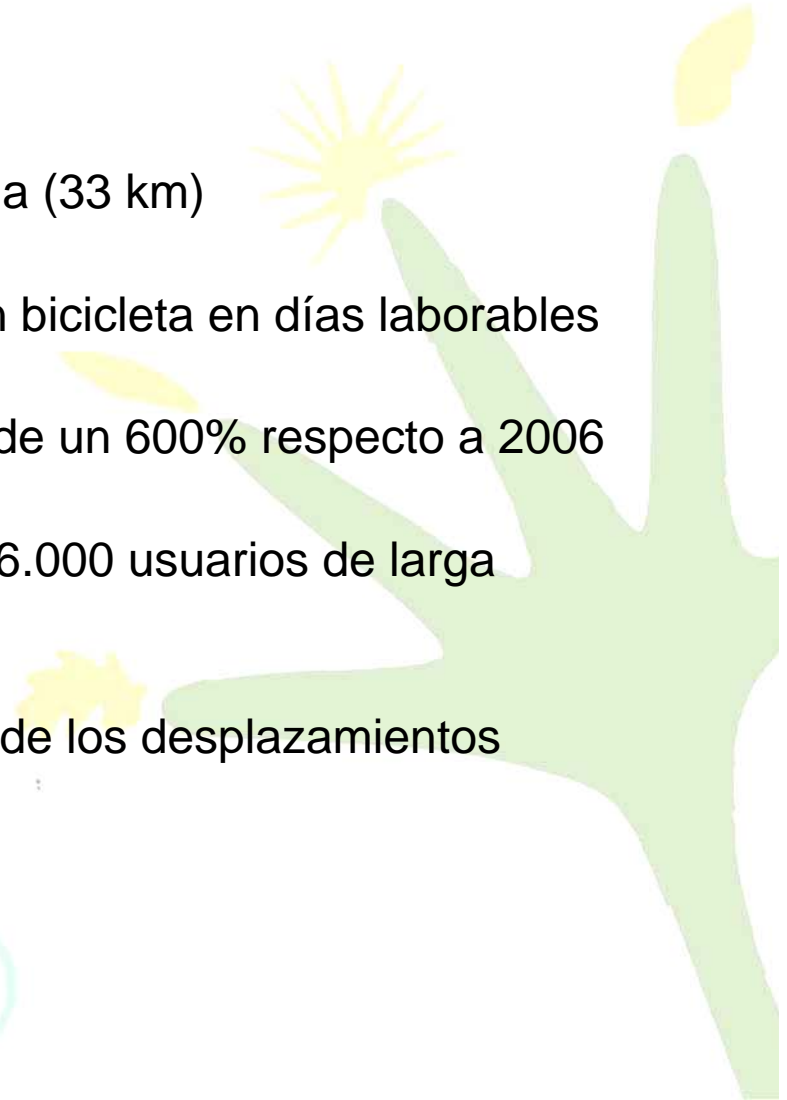 a (33 km)
n bicicleta en días laborables
de un 600% respecto a 2006
6.000 usuarios de larga
de los desplazamientos
: